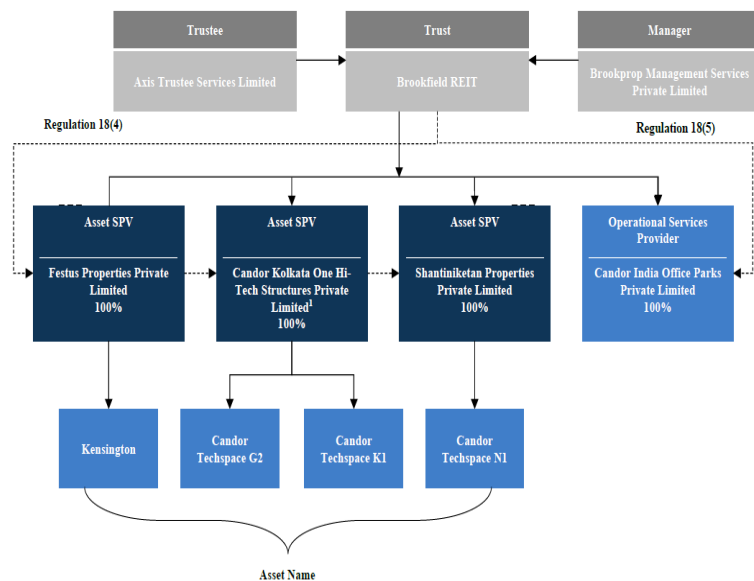 Trustee
Axis Trustee Services Limited
Trust
Brookfield REIT
Manager
Brookprop Management Services
Private Limited
Regulation 18(4)
Regulation 18(5)
Asset SPV
Festus Properties Private
Limited
100%
Asset SPV
Candor Kolkata One Hi-
Tech Structures Private
Limited¹
100%
Asset SPV
Shantiniketan Properties
Private Limited
100%
Operational Services
Provider
Candor India Office Parks
Private Limited
100%
Kensington
Candor
Techspace G2
Candor
Techspace K1
Candor
Techspace N1
Asset Name